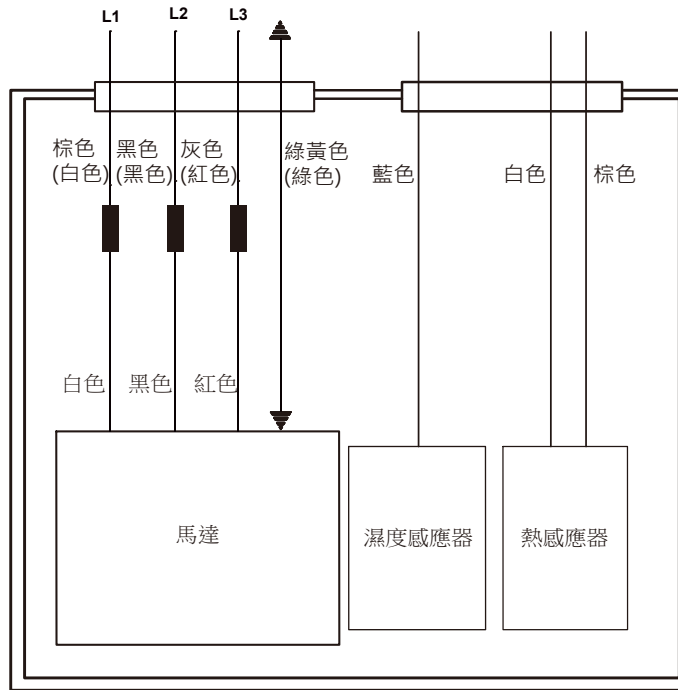 L1 L2 L3
棕色 黑色 灰色 綠黃色 藍色 白色 棕色
(白色) (黑色) (紅色) (綠色)
白色 黑色 紅色
馬達 濕度感應器 熱感應器